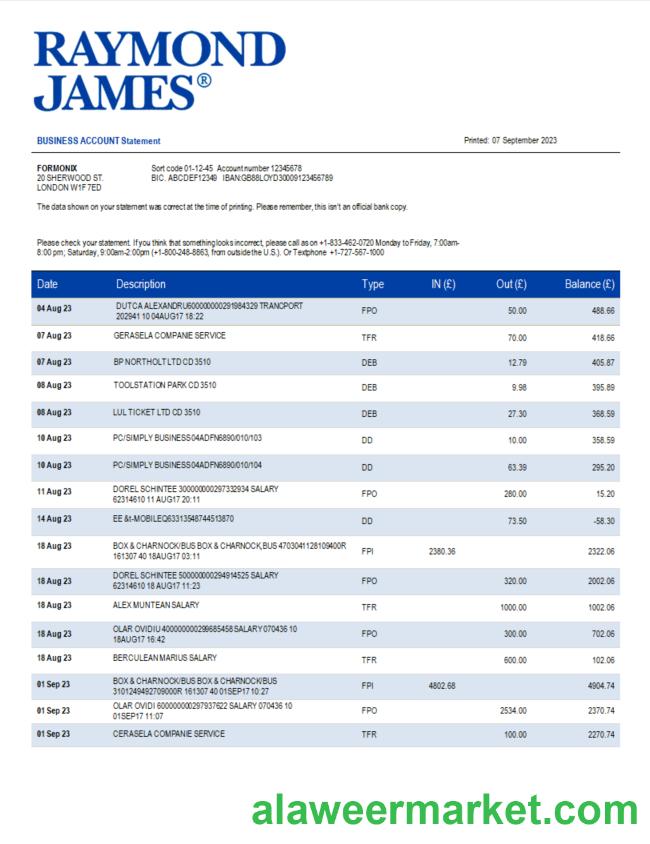 RAYMOND
JAMES®
BUSINESS ACCOUNT Statement Printed: 07 September 2023
FORMONIX Sort code 01-12-45 Account number 12345678
20 SHERWOOD ST. BIC. ABCDEF12349 IBAN:GB88LOYD30009123456789
LONDON W1F 7ED
The data shown on your statement was correct at the time of printing. Please remember, this isn't an official bank copy.
Please check your statement. If you think that something looks incorrect, please call as on +1-833-462-0720 Monday to Friday, 7:00am-
8:00 pm; Saturday, 9:00am-2:00pm (+1-800-248-8863, from outside the U.S.). Or Textphone +1-727-567-1000
Date Description Type IN (£) Out (£) Balance (£)
04 Aug 23 DUTCA ALEXANDRU600000000291984329 TRANCPORT
202941 10 04AUG17 18:22 FPO 50.00 488.66
07 Aug 23 GERASELA COMPANIE SERVICE TFR 70.00 418.66
07 Aug 23 BP NORTHOLT LTD CD 3510 DEB 12.79 405.87
08 Aug 23 TOOLSTATION PARK CD 3510 DEB 9.98 395.89
08 Aug 23 LUL TICKET LTD CD 3510 DEB 27.30 368.59
10 Aug 23 PC/SIMPLY BUSINESS04ADFN6890/010/103 DD 10.00 358.59
10 Aug 23 PC/SIMPLY BUSINESS04ADFN6890/010/104 DD 63.39 295.20
11 Aug 23 DOREL SCHINTEE 300000000297332934 SALARY
62314610 11 AUG17 20:11 FPO 280.00 15.20
14 Aug 23 EE &t-MOBILEQ63313548744513870 DD 73.50 -58.30
18 Aug 23 BOX & CHARNOCK/BUS BOX & CHARNOCK,BUS 4703041128109400R
161307 40 18AUG17 03:11 FPI 2380.36 2322.06
18 Aug 23 DOREL SCHINTEE 500000000294914525 SALARY
62314610 18 AUG17 11:23 FPO 320.00 2002.06
18 Aug 23 ALEX MUNTEAN SALARY TFR 1000.00 1002.06
18 Aug 23 OLAR OVIDIU 400000000299685458 SALARY 070436 10
18AUG17 16:42 FPO 300.00 702.06
18 Aug 23 BERCULEAN MARIUS SALARY TFR 600.00 102.06
01 Sep 23 BOX & CHARNOCK/BUS BOX & CHARNOCK/BUS
3101249492709000R 161307 40 01SEP17 10:27 FPI 4802.68 4904.74
01 Sep 23 OLAR OVIDI 600000000297937622 SALARY 070436 10
01SEP17 11:07 FPO 2534.00 2370.74
01 Sep 23 CERASELA COMPANIE SERVICE TFR 100.00 2270.74
alaweermarket.com